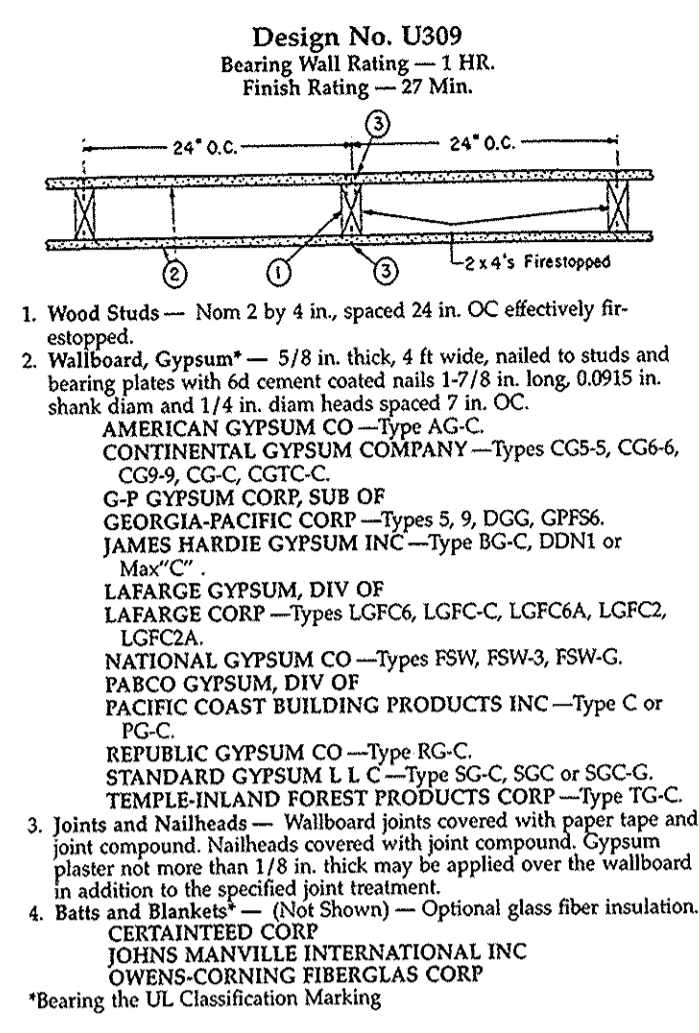 Design No. U309
Bearing Wall Rating — 1 HR.
Finish Rating — 27 Min.
3
24" O.C.
24" O.C.
2
1
3
2 x 4's Firestopped
1. Wood Studs — Nom 2 by 4 in., spaced 24 in. OC effectively fir-
estopped.
2. Wallboard, Gypsum* — 5/8 in. thick, 4 ft wide, nailed to studs and
bearing plates with 6d cement coated nails 1-7/8 in. long, 0.0915 in.
shank diam and 1/4 in. diam heads spaced 7 in. OC.
AMERICAN GYPSUM CO —Type AG-C.
CONTINENTAL GYPSUM COMPANY —Types CG5-5, CG6-6,
CG9-9, CG-C, CGTC-C.
G-P GYPSUM CORP, SUB OF
GEORGIA-PACIFIC CORP —Types 5, 9, DGG, GPFS6.
JAMES HARDIE GYPSUM INC —Type BG-C, DDN1 or
Max"C" .
LAFARGE GYPSUM, DIV OF
LAFARGE CORP —Types LGFC6, LGFC-C, LGFC6A, LGFC2,
LGFC2A.
NATIONAL GYPSUM CO —Types FSW, FSW-3, FSW-G.
PABCO GYPSUM, DIV OF
PACIFIC COAST BUILDING PRODUCTS INC —Type C or
PG-C.
REPUBLIC GYPSUM CO —Type RG-C.
STANDARD GYPSUM L L C —Type SG-C, SGC or SGC-G.
TEMPLE-INLAND FOREST PRODUCTS CORP —Type TG-C.
3. Joints and Nailheads — Wallboard joints covered with paper tape and
joint compound. Nailheads covered with joint compound. Gypsum
plaster not more than 1/8 in. thick may be applied over the wallboard
in addition to the specified joint treatment.
4. Batts and Blankets* — (Not Shown) — Optional glass fiber insulation.
CERTAINTEED CORP
JOHNS MANVILLE INTERNATIONAL INC
OWENS-CORNING FIBERGLAS CORP
*Bearing the UL Classification Marking